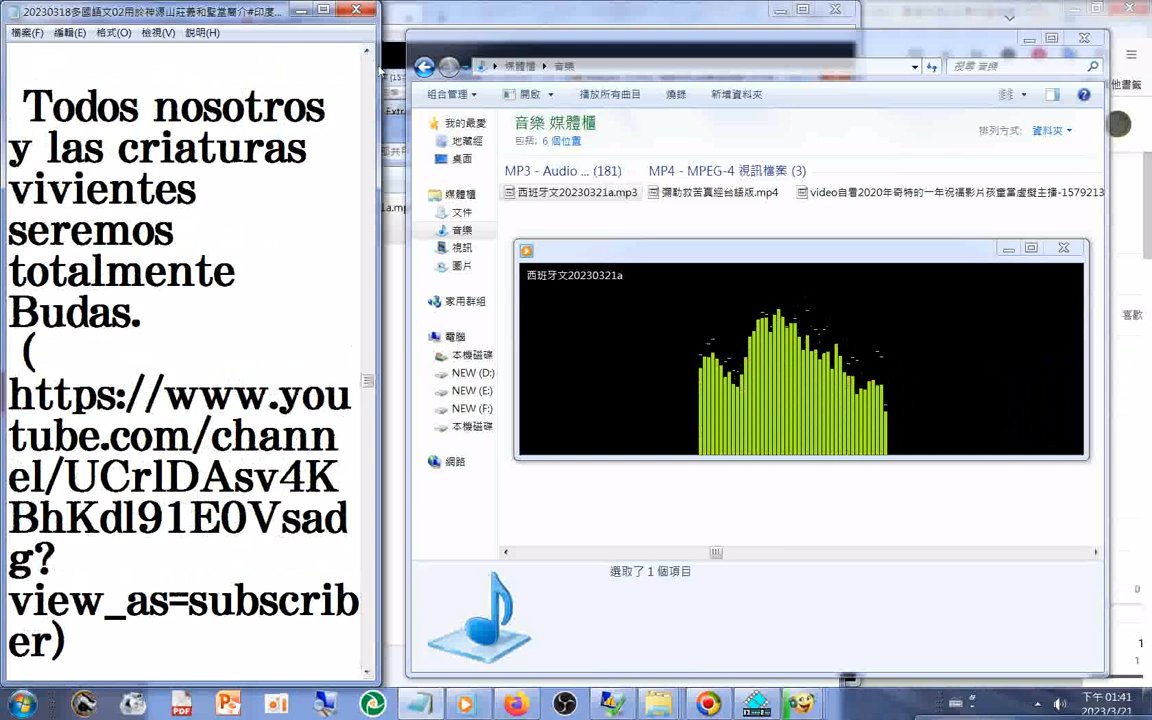 20230318多國語文02用於神源山莊義和聖堂簡介#印度...
檔案(F) 編輯(E) 格式(O) 檢視(V) 說明(H)
Todos nosotros
y las criaturas
vivientes
seremos
totalmente
Budas.
(
https://www.you
tube.com/chann
el/UCrlDAsv4K
BhKdl91E0Vsad
g?
view_as=subscrib
er)
媒體櫃 音樂
搜尋 音樂
組合管理 開啟 播放所有曲目 燒錄 新增資料夾
音樂 媒體櫃
包括: 6 個位置
排列方式: 資料夾
MP3 - Audio ... (181) MP4 - MPEG-4 視訊檔案 (3)
西班牙文20230321a.mp3 彌勒救苦真經台語版.mp4 video自看2020年奇特的一年祝福影片孩童當虛擬主播-1579213
我的最愛
地藏經
桌面
媒體櫃
文件
音樂
視訊
圖片
家用群組
電腦
本機磁碟
NEW (D:)
NEW (E:)
NEW (F:)
本機磁碟
網路
西班牙文20230321a
選取了 1 個項目
他書籤
喜歡
PDF
下午 01:41
2023/3/21